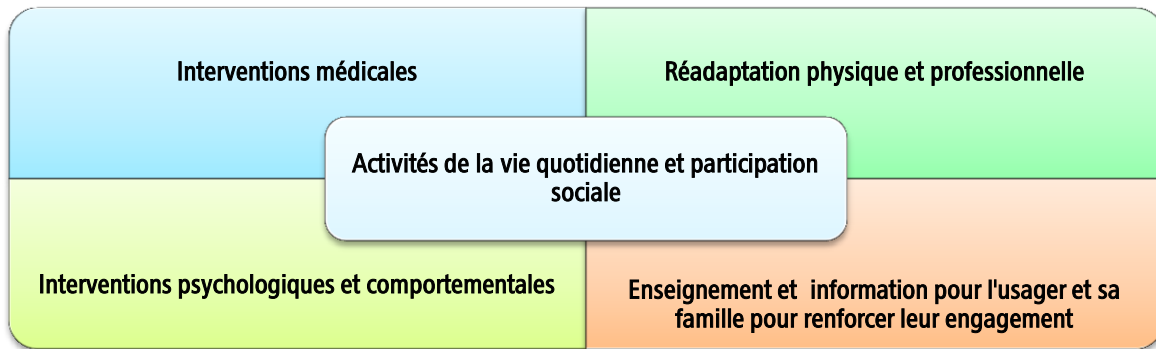 Interventions médicales
Réadaptation physique et professionnelle
Activités de la vie quotidienne et participation
sociale
Interventions psychologiques et comportementales
Enseignement et  information pour l'usager et sa
famille pour renforcer leur engagement